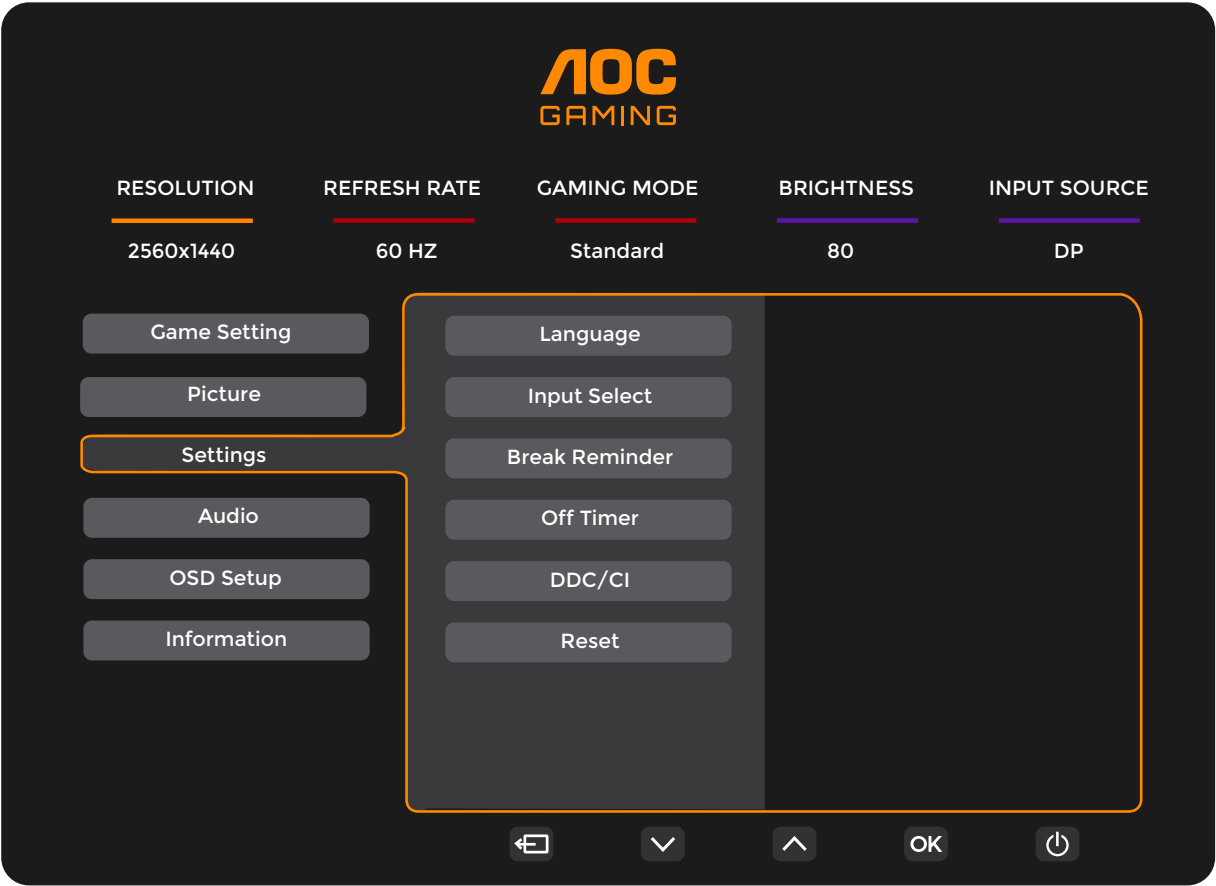 AOC
GAMING
RESOLUTION REFRESH RATE GAMING MODE BRIGHTNESS INPUT SOURCE
2560x1440 60 HZ Standard 80 DP
Game Setting Language
Picture Input Select
Settings Break Reminder
Audio Off Timer
OSD Setup DDC/CI
Information Reset
OK